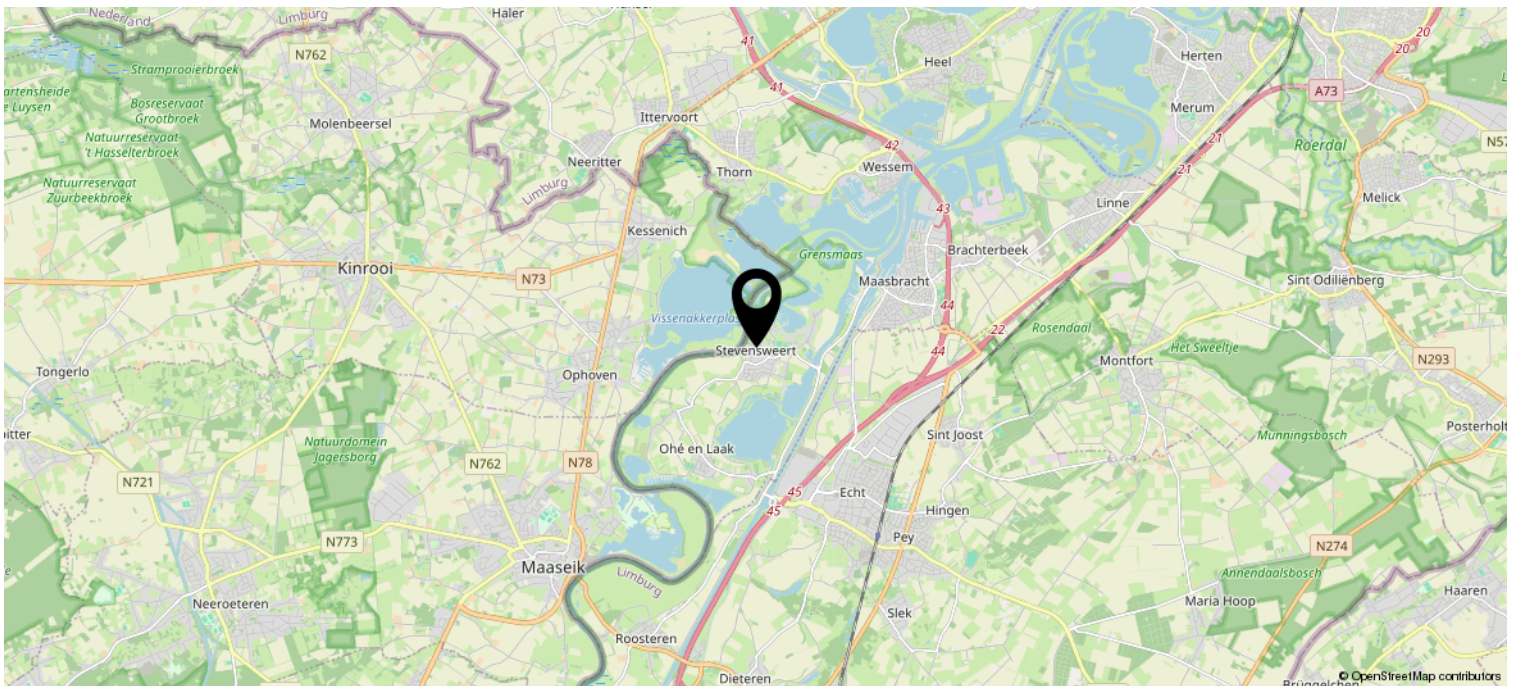 Nederland
Limburg
Haler
N762
41
Heel
Herten
20
20
Stramprooierbroek
41
A73
Merum
Bosreservaat
Grootbroek
Molenbeersel
Ittervoort
42
21
Roerdal
Natuurreservaat
't Hasselterbroek
Neeritter
Thorn
Wessem
21
Natuurreservaat
Zuurbeekbroek
Limburg
43
Linne
Melick
Kessenich
Brachterbeek
Grensmaas
Kinrooi
N73
Maasbracht
Sint Odiliënberg
44
22
Rosendaal
Stevensweert
44
Het Sweeltje
N293
Tongerlo
Ophoven
Montfort
Natuurdomein
Jagersborg
Ohé en Laak
Sint Joost
Munningsbosch
N721
N762
N78
45
Echt
45
Hingen
N773
Pey
N274
Maaseik
Limburg
Annendaalsbosch
Neeroeteren
Maria Hoop
Haaren
Slek
Roosteren
Dieteren
© OpenStreetMap contributors